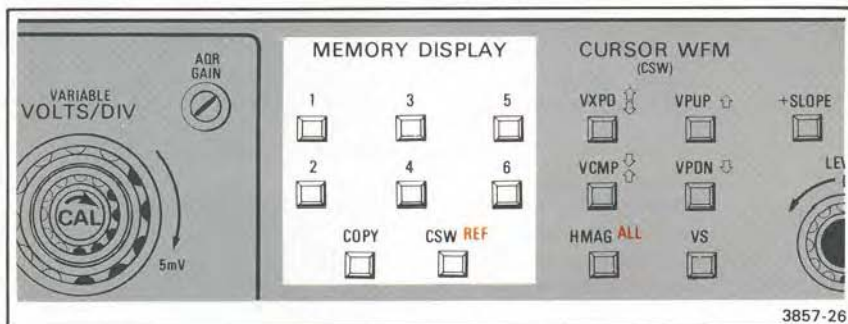 AQR
GAIN
VARIABLE
VOLTS/DIV
CAL
5mV
MEMORY DISPLAY
1 3 5
2 4 6
COPY CSW REF
CURSOR WFM
(CSW)
VXPD VPUP
VCMP VPDN
HMAG ALL VS
+SLOPE
3857-26